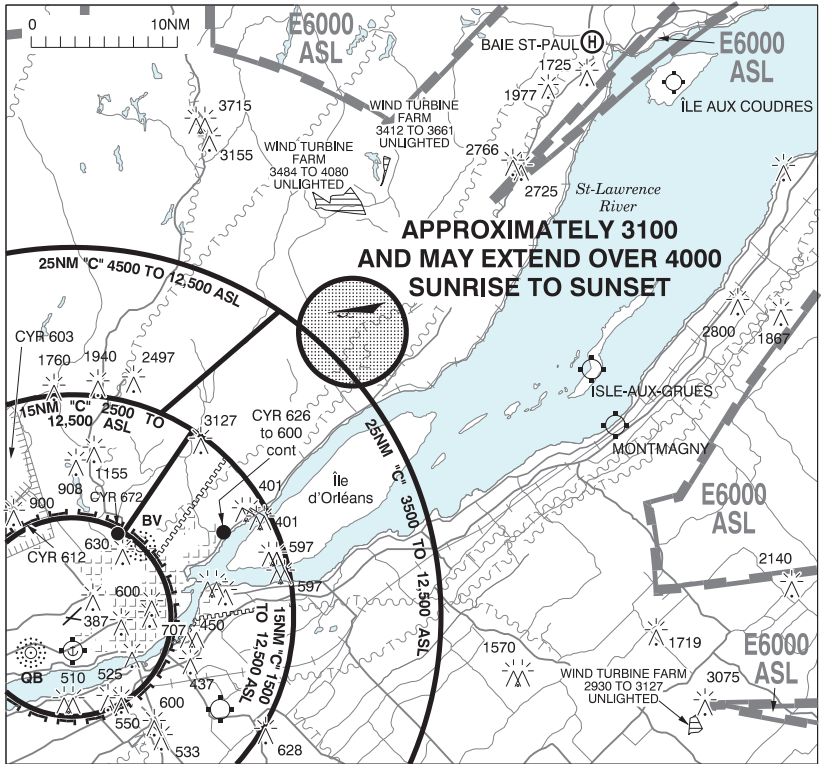 0 10NM
E6000
ASL
BAIE ST-PAUL H
1725
1977
E6000
ASL
ÎLE AUX COUDRES
3715
3155
WIND TURBINE
FARM
3412 TO 3661
UNLIGHTED
WIND TURBINE
FARM
3484 TO 4080
UNLIGHTED
2766
2725
St-Lawrence
River
APPROXIMATELY 3100
AND MAY EXTEND OVER 4000
SUNRISE TO SUNSET
25NM "C" 4500 TO 12,500 ASL
CYR 603
1760
1940
2497
2800
1867
ISLE-AUX-GRUES
MONTMAGNY
15NM "C" 2500 TO
12,500 ASL
3127
CYR 626
to 600
cont
25NM "C" 3500 TO 12,500 ASL
1155
908
CYR 672
900
BV
401
401
Île
d'Orléans
E6000
ASL
CYR 612
630
597
597
2140
600
387
707
450
15NM "C" 1500
TO 12,500 ASL
1719
1570
QB
C
510
525
437
E6000
ASL
WIND TURBINE FARM
2930 TO 3127
UNLIGHTED
3075
600
550
533
628